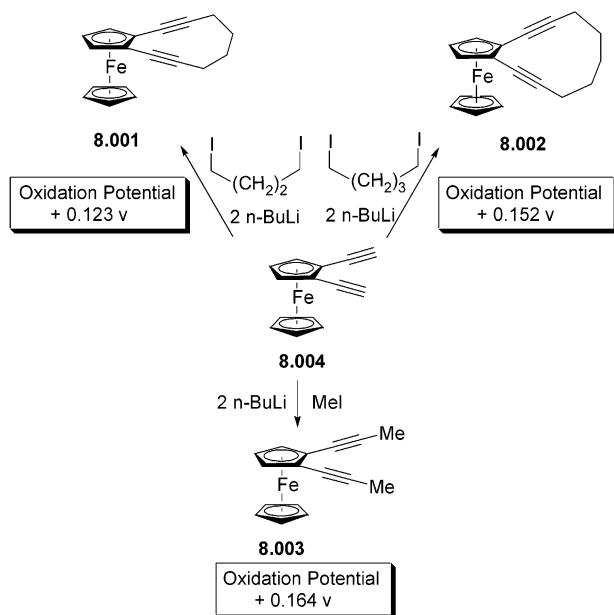 Fe
8.001
Oxidation Potential
+ 0.123 v
I
I
(CH2)2
2 n-BuLi
I
I
(CH2)3
2 n-BuLi
Fe
8.002
Oxidation Potential
+ 0.152 v
Fe
8.004
2 n-BuLi
MeI
Me
Me
Fe
8.003
Oxidation Potential
+ 0.164 v